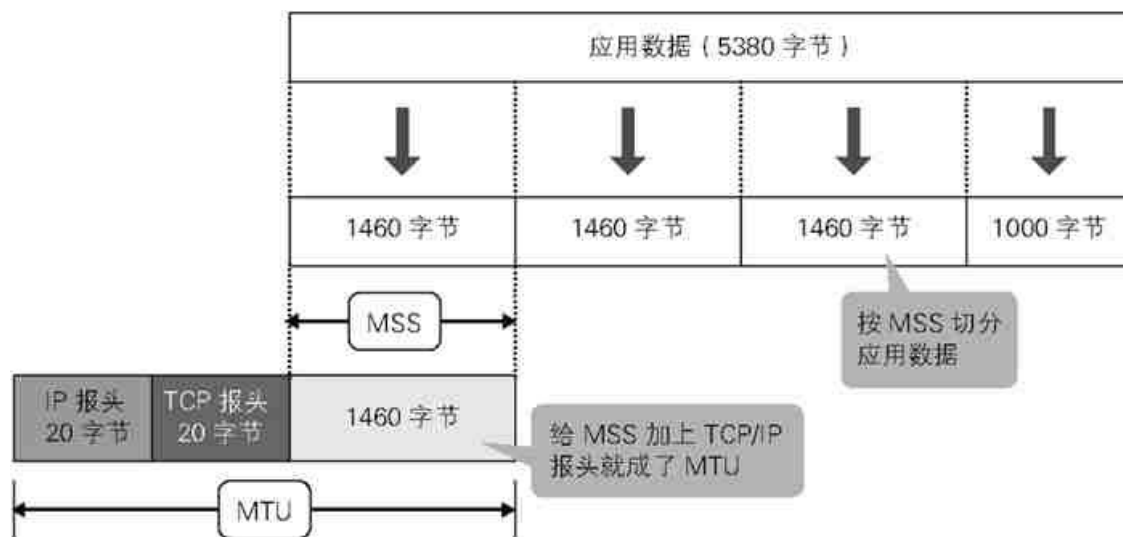 应用数据（5380 字节）
1460 字节
1460 字节
1460 字节
1000 字节
MSS
按 MSS 切分
应用数据
IP 报头
20 字节
TCP 报头
20 字节
1460 字节
给 MSS 加上 TCP/IP
报头就成了 MTU
MTU